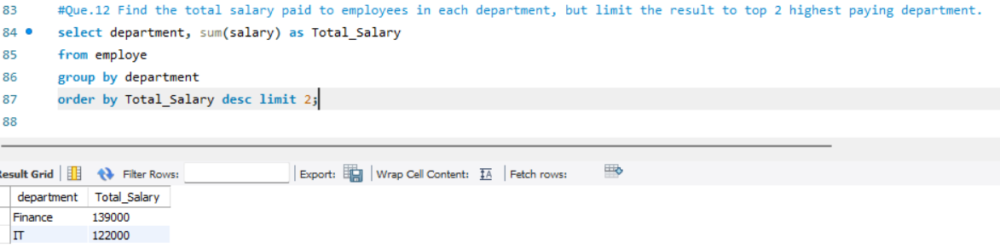 83 #Que.12 Find the total salary paid to employees in each department, but limit the result to top 2 highest paying department.
84 select department, sum(salary) as Total_Salary
85 from employe
86 group by department
87 order by Total_Salary desc limit 2;
88
Result Grid Filter Rows: Export: Wrap Cell Content: IA Fetch rows:
department Total_Salary
Finance 139000
IT 122000